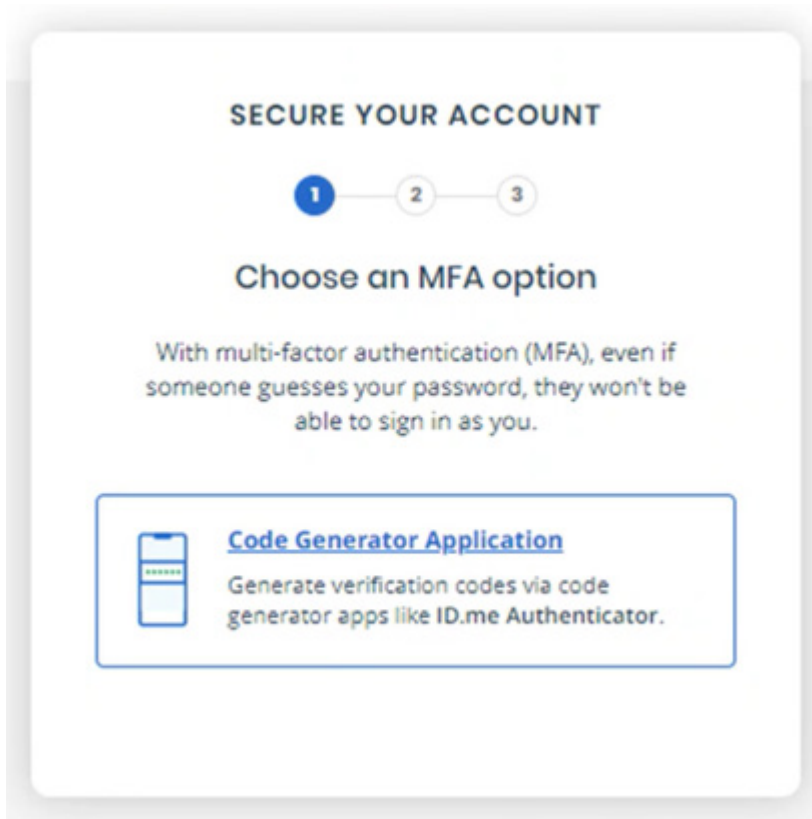 SECURE YOUR ACCOUNT
1 2 3
Choose an MFA option
With multi-factor authentication (MFA), even if
someone guesses your password, they won't be
able to sign in as you.
Code Generator Application
Generate verification codes via code
generator apps like ID.me Authenticator.